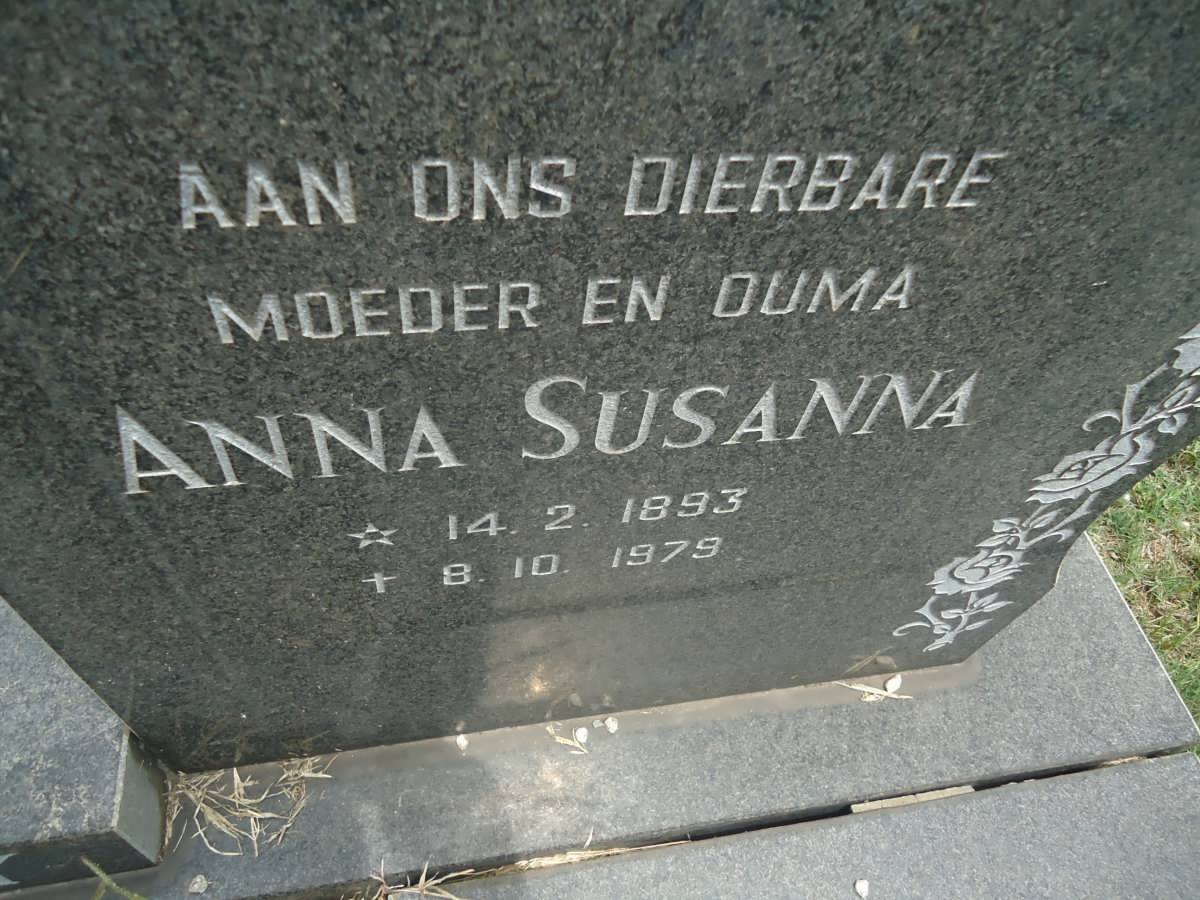 AAN ONS DIERBARE
MOEDER EN OUMA
ANNA SUSANNA
☆ 14. 2. 1893
+ 8. 10. 1979